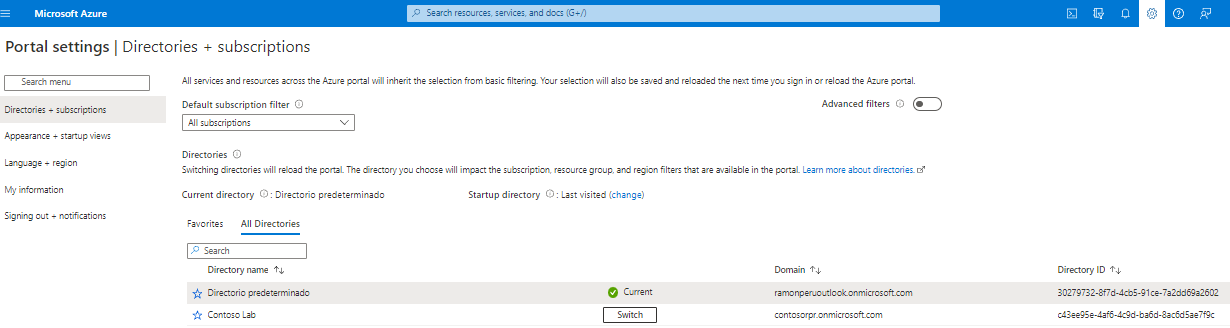 Microsoft Azure
Search resources, services, and docs (G+/)
Portal settings | Directories + subscriptions
Search menu
Directories + subscriptions
Appearance + startup views
Language + region
My information
Signing out + notifications
All services and resources across the Azure portal will inherit the selection from basic filtering. Your selection will also be saved and reloaded the next time you sign in or reload the Azure portal.
Default subscription filter
Advanced filters
All subscriptions
Directories
Switching directories will reload the portal. The directory you choose will impact the subscription, resource group, and region filters that are available in the portal. Learn more about directories.
Current directory : Directorio predeterminado
Startup directory : Last visited (change)
Favorites All Directories
Search
Directory name Domain Directory ID
Directorio predeterminado Current ramonperuoutlook.onmicrosoft.com 30279732-8f7d-4cb5-91ce-7a2dd69a2602
Contoso Lab Switch contosorpr.onmicrosoft.com c43ee95e-4af6-4c9d-ba6d-8ac6d5ae7f9c